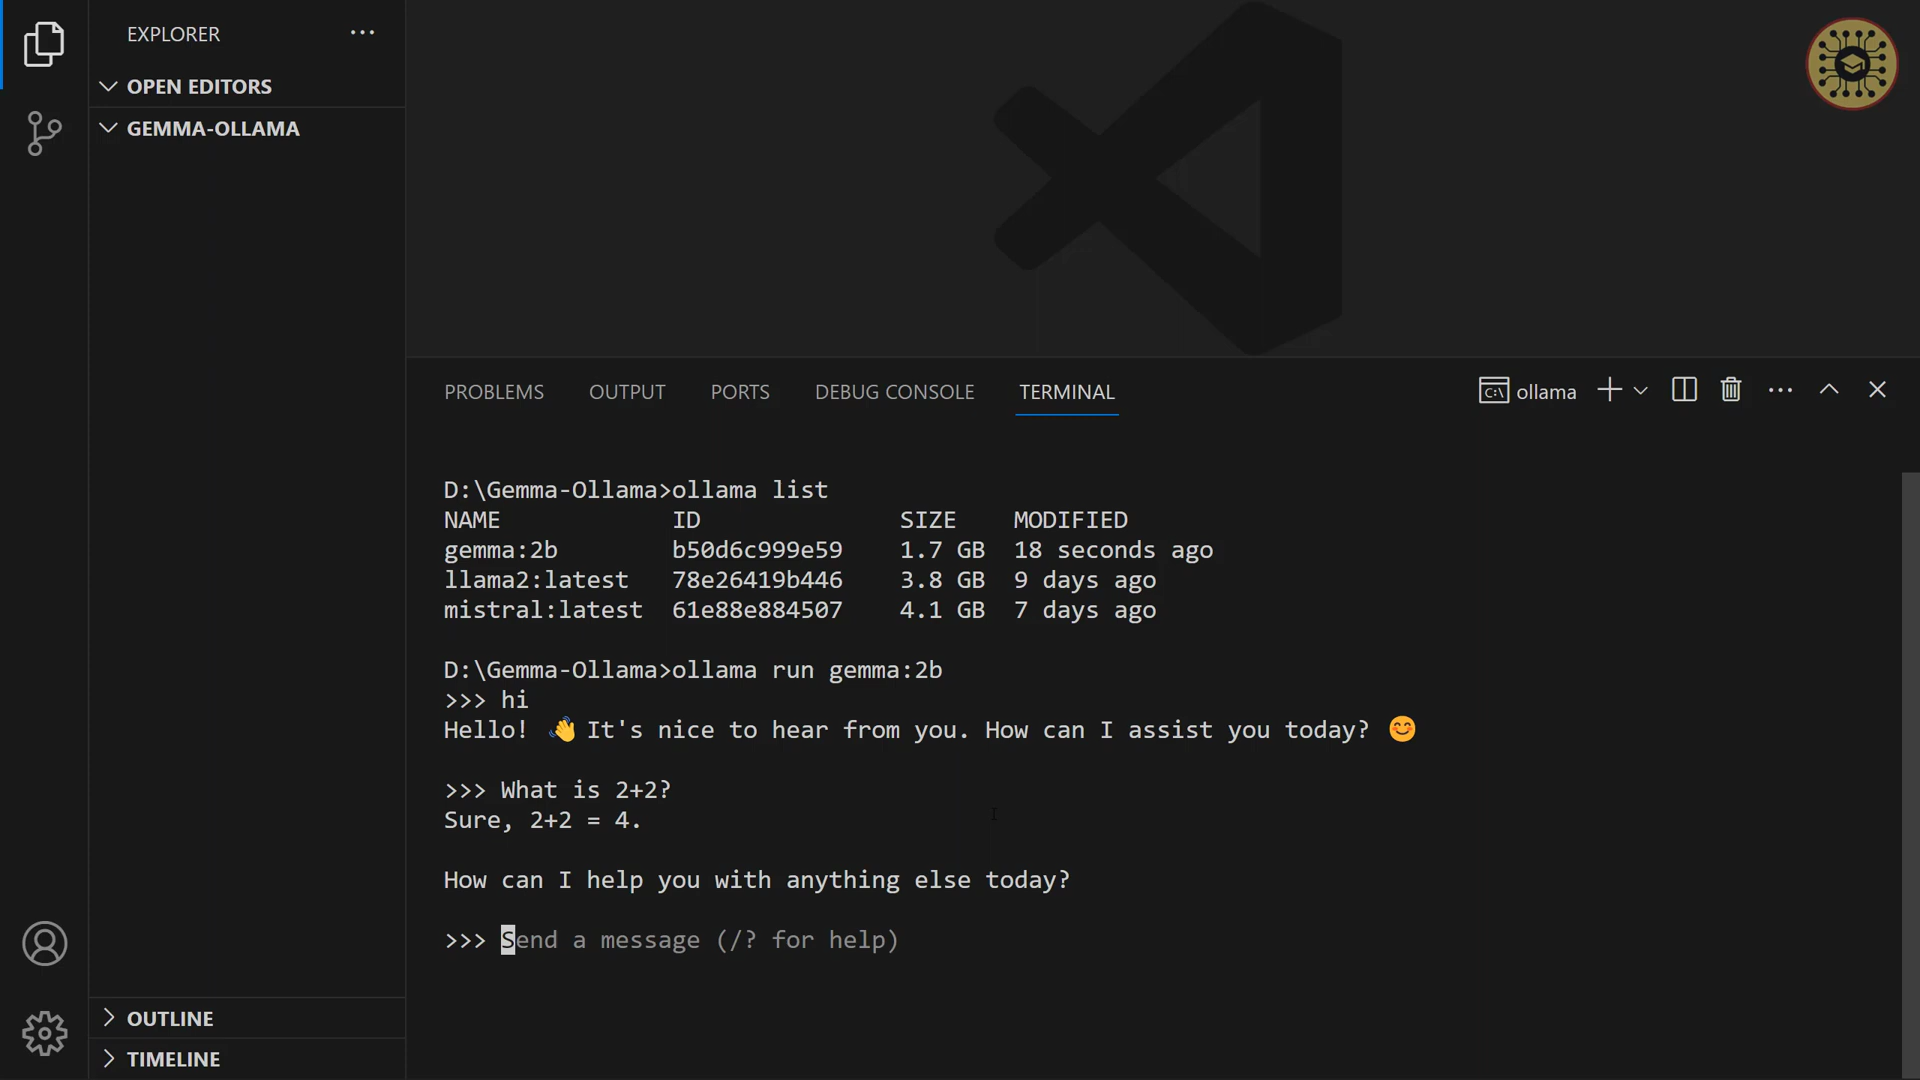 EXPLORER
OPEN EDITORS
GEMMA-OLLAMA
OUTLINE
TIMELINE
PROBLEMS OUTPUT PORTS DEBUG CONSOLE TERMINAL
C:\ ollama
D:\Gemma-Ollama>ollama list
NAME ID SIZE MODIFIED
gemma:2b b50d6c999e59 1.7 GB 18 seconds ago
llama2:latest 78e26419b446 3.8 GB 9 days ago
mistral:latest 61e88e884507 4.1 GB 7 days ago
D:\Gemma-Ollama>ollama run gemma:2b
>>> hi
Hello! 👋 It's nice to hear from you. How can I assist you today? 😊
>>> What is 2+2?
Sure, 2+2 = 4.
How can I help you with anything else today?
>>> Send a message (/? for help)